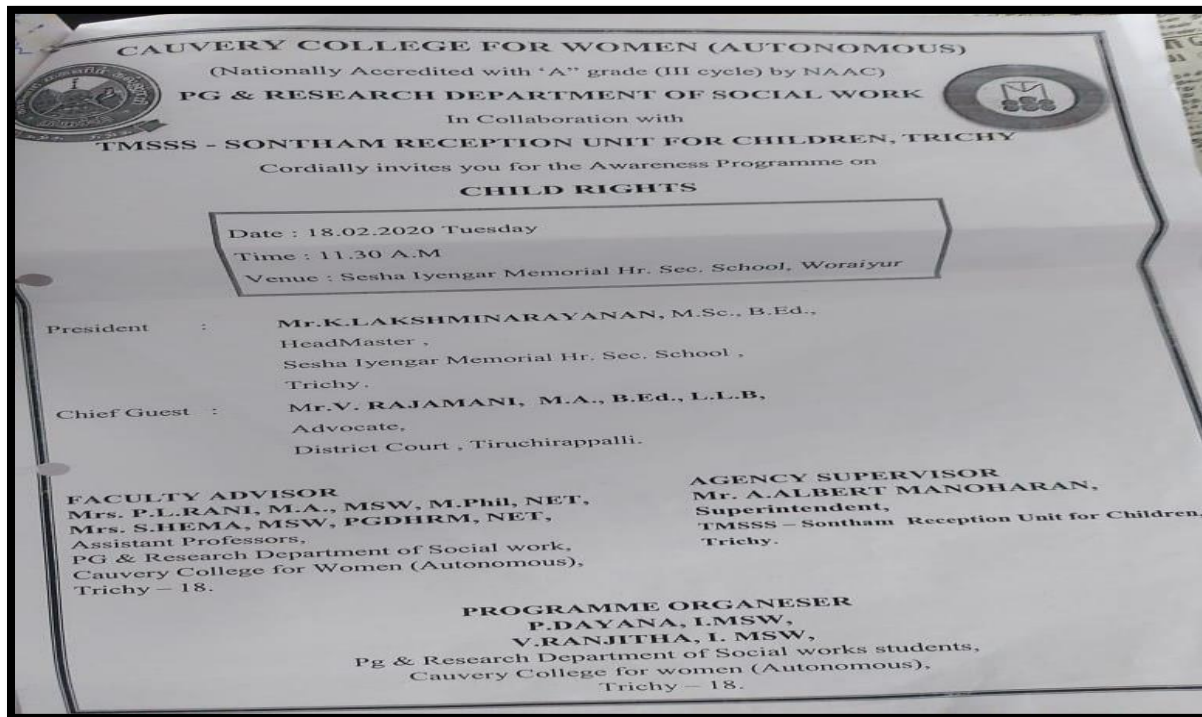 CAUVERY COLLEGE FOR WOMEN (AUTONOMOUS)
(Nationally Accredited with 'A" grade (III cycle) by NAAC)
PG & RESEARCH DEPARTMENT OF SOCIAL WORK
In Collaboration with
TMSSS - SONTHAM RECEPTION UNIT FOR CHILDREN, TRICHY
Cordially invites you for the Awareness Programme on
CHILD RIGHTS
Date : 18.02.2020 Tuesday
Time : 11.30 A.M
Venue : Sesha Iyengar Memorial Hr. Sec. School, Woraiyur
President : Mr.K.LAKSHMINARAYANAN, M.Sc., B.Ed.,
HeadMaster ,
Sesha Iyengar Memorial Hr. Sec. School ,
Trichy.
Chief Guest : Mr.V. RAJAMANI, M.A., B.Ed., L.L.B,
Advocate,
District Court , Tiruchirappalli.
FACULTY ADVISOR
Mrs. P.L.RANI, M.A., MSW, M.Phil, NET,
Mrs. S.HEMA, MSW, PGDHRM, NET,
Assistant Professors,
PG & Research Department of Social work,
Cauvery College for Women (Autonomous),
Trichy – 18.
AGENCY SUPERVISOR
Mr. A.ALBERT MANOHARAN,
Superintendent,
TMSSS – Sontham Reception Unit for Children,
Trichy.
PROGRAMME ORGANESER
P.DAYANA, I.MSW,
V.RANJITHA, I. MSW,
Pg & Research Department of Social works students,
Cauvery College for women (Autonomous),
Trichy – 18.